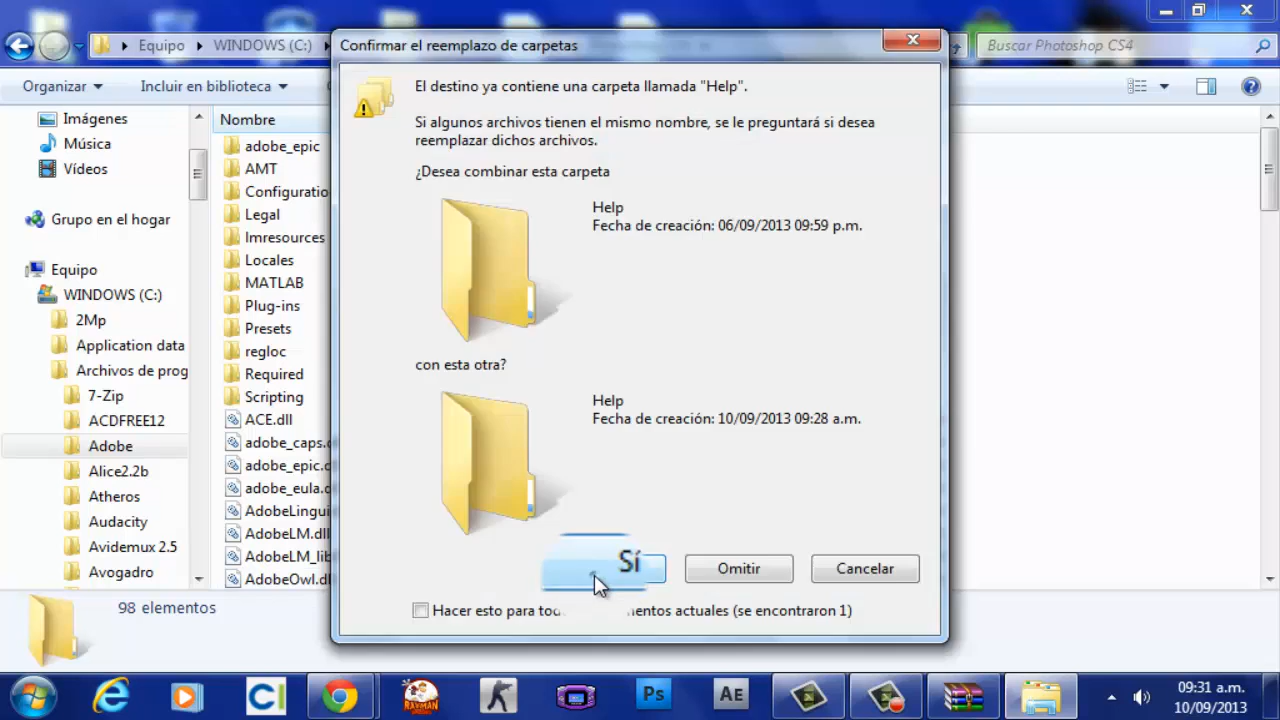 Confirmar el reemplazo de carpetas
Equipo
WINDOWS (C:)
Buscar Photoshop CS4
Organizar
Incluir en biblioteca
Imágenes
Música
Vídeos
Grupo en el hogar
Equipo
WINDOWS (C:)
2Mp
Application data
Archivos de prog
7-Zip
ACDFREE12
Adobe
Alice2.2b
Atheros
Audacity
Avidemux 2.5
Avogadro
Nombre
adobe_epic
AMT
Configuratio
Legal
Imresources
Locales
MATLAB
Plug-ins
Presets
regloc
Required
Scripting
ACE.dll
adobe_caps.
adobe_epic.
adobe_eula.
AdobeLingui
AdobeLM.dll
AdobeLM_lib
AdobeOwl.d
El destino ya contiene una carpeta llamada "Help".
Si algunos archivos tienen el mismo nombre, se le preguntará si desea
reemplazar dichos archivos.
¿Desea combinar esta carpeta
Help
Fecha de creación: 06/09/2013 09:59 p.m.
con esta otra?
Help
Fecha de creación: 10/09/2013 09:28 a.m.
Sí
Omitir
Cancelar
Hacer esto para tod entos actuales (se encontraron 1)
98 elementos
RAYMAN
Ps
AE
09:31 a.m.
10/09/2013